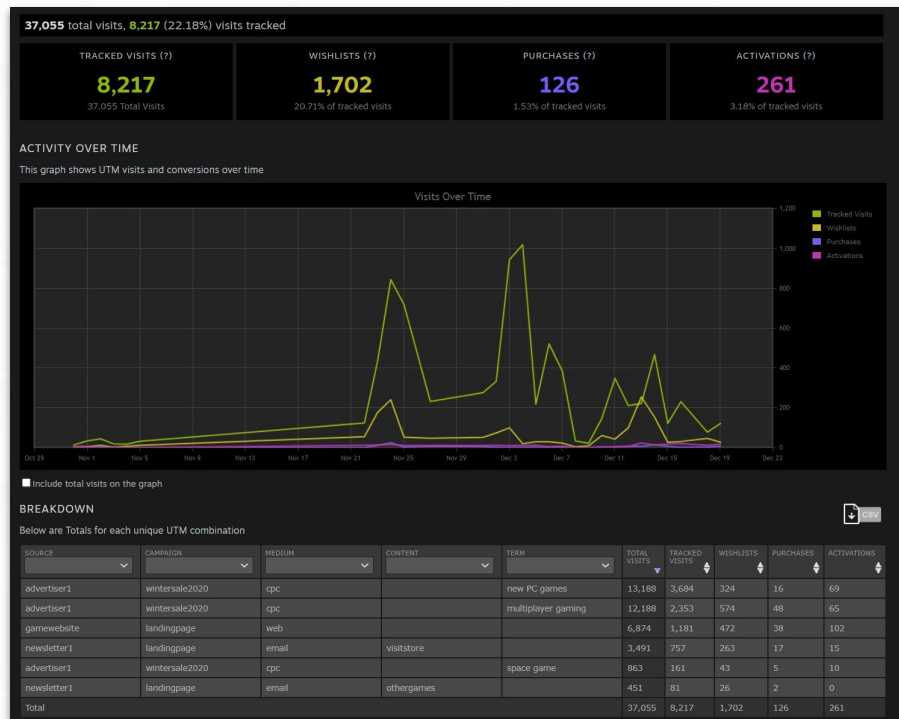 37,055 total visits, 8,217 (22.18%) visits tracked
TRACKED VISITS (?) WISHLISTS (?) PURCHASES (?) ACTIVATIONS (?)
8,217 1,702 126 261
37,055 Total Visits 20.71% of tracked visits 1.53% of tracked visits 3.18% of tracked visits
ACTIVITY OVER TIME
This graph shows UTM visits and conversions over time
Visits Over Time
1,200
1,000
800
600
400
200
0
Tracked Visits
Wishlists
Purchases
Activations
Oct 29 Nov 1 Nov 5 Nov 9 Nov 13 Nov 17 Nov 21 Nov 25 Nov 29 Dec 3 Dec 7 Dec 11 Dec 15 Dec 19 Dec 23
Include total visits on the graph
BREAKDOWN
CSV
Below are Totals for each unique UTM combination
SOURCE CAMPAIGN MEDIUM CONTENT TERM TOTAL VISITS TRACKED VISITS WISHLISTS PURCHASES ACTIVATIONS
advertiser1 wintersale2020 cpc new PC games 13,188 3,684 324 16 69
advertiser1 wintersale2020 cpc multiplayer gaming 12,188 2,353 574 48 65
gamewebsite landingpage web 6,874 1,181 472 38 102
newsletter1 landingpage email visitstore 3,491 757 263 17 15
advertiser1 wintersale2020 cpc space game 863 161 43 5 10
newsletter1 landingpage email othergames 451 81 26 2 0
Total 37,055 8,217 1,702 126 261